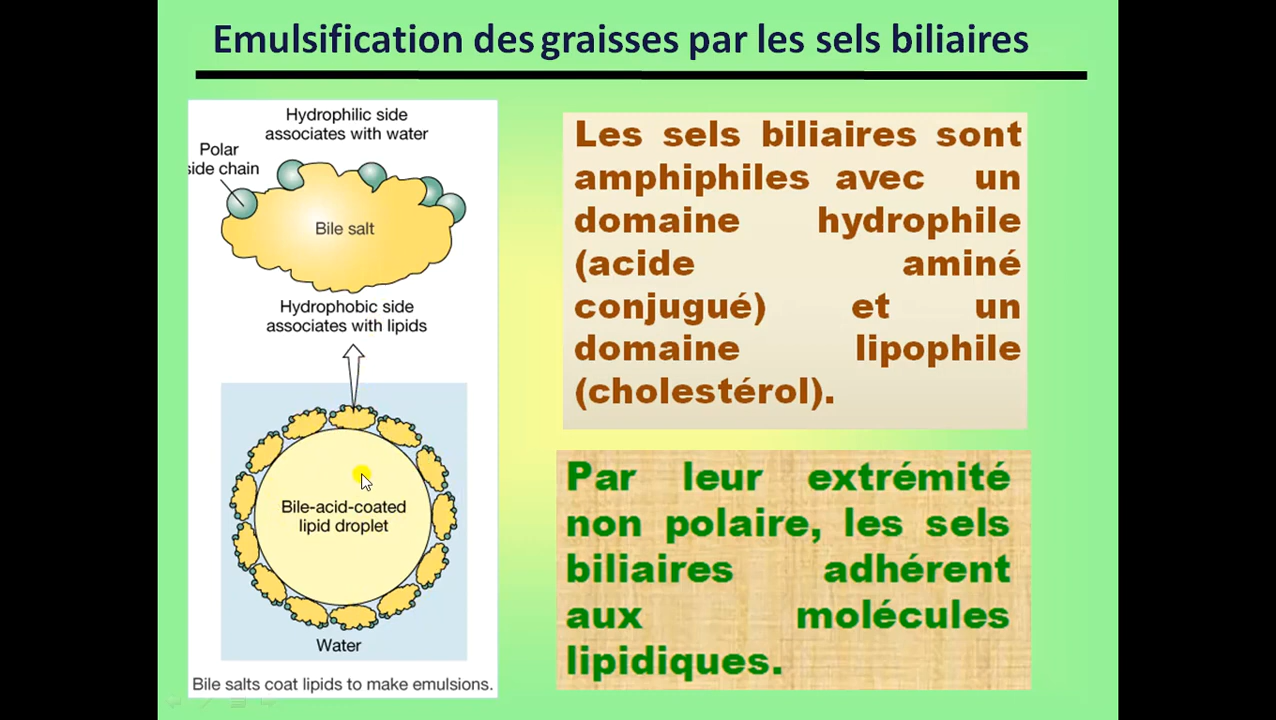 Emulsification des graisses par les sels biliaires
Hydrophilic side
associates with water
Polar
ide chain
Bile salt
Hydrophobic side
associates with lipids
Bile-acid-coated
lipid droplet
Water
Bile salts coat lipids to make emulsions.
Les sels biliaires sont
amphiphiles avec un
domaine hydrophile
(acide aminé
conjugué) et un
domaine lipophile
(cholestérol).
Par leur extrémité
non polaire, les sels
biliaires adhérent
aux molécules
lipidiques.